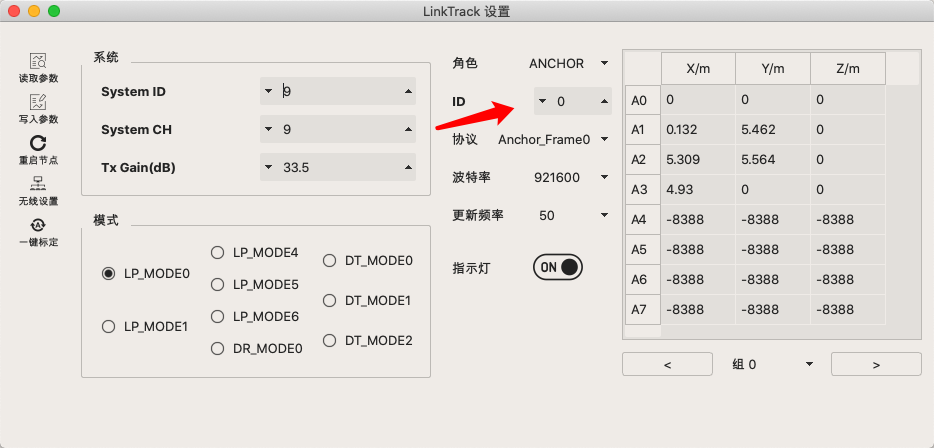 LinkTrack 设置
读取参数
写入参数
重启节点
无线设置
一键标定
系统
System ID 9
System CH 9
Tx Gain(dB) 33.5
模式
LP_MODE0
LP_MODE1
LP_MODE4
LP_MODE5
LP_MODE6
DR_MODE0
DT_MODE0
DT_MODE1
DT_MODE2
角色 ANCHOR
ID 0
协议 Anchor_Frame0
波特率 921600
更新频率 50
指示灯 ON
X/m Y/m Z/m
A0 0 0 0
A1 0.132 5.462 0
A2 5.309 5.564 0
A3 4.93 0 0
A4 -8388 -8388 -8388
A5 -8388 -8388 -8388
A6 -8388 -8388 -8388
A7 -8388 -8388 -8388
< 组 0 >